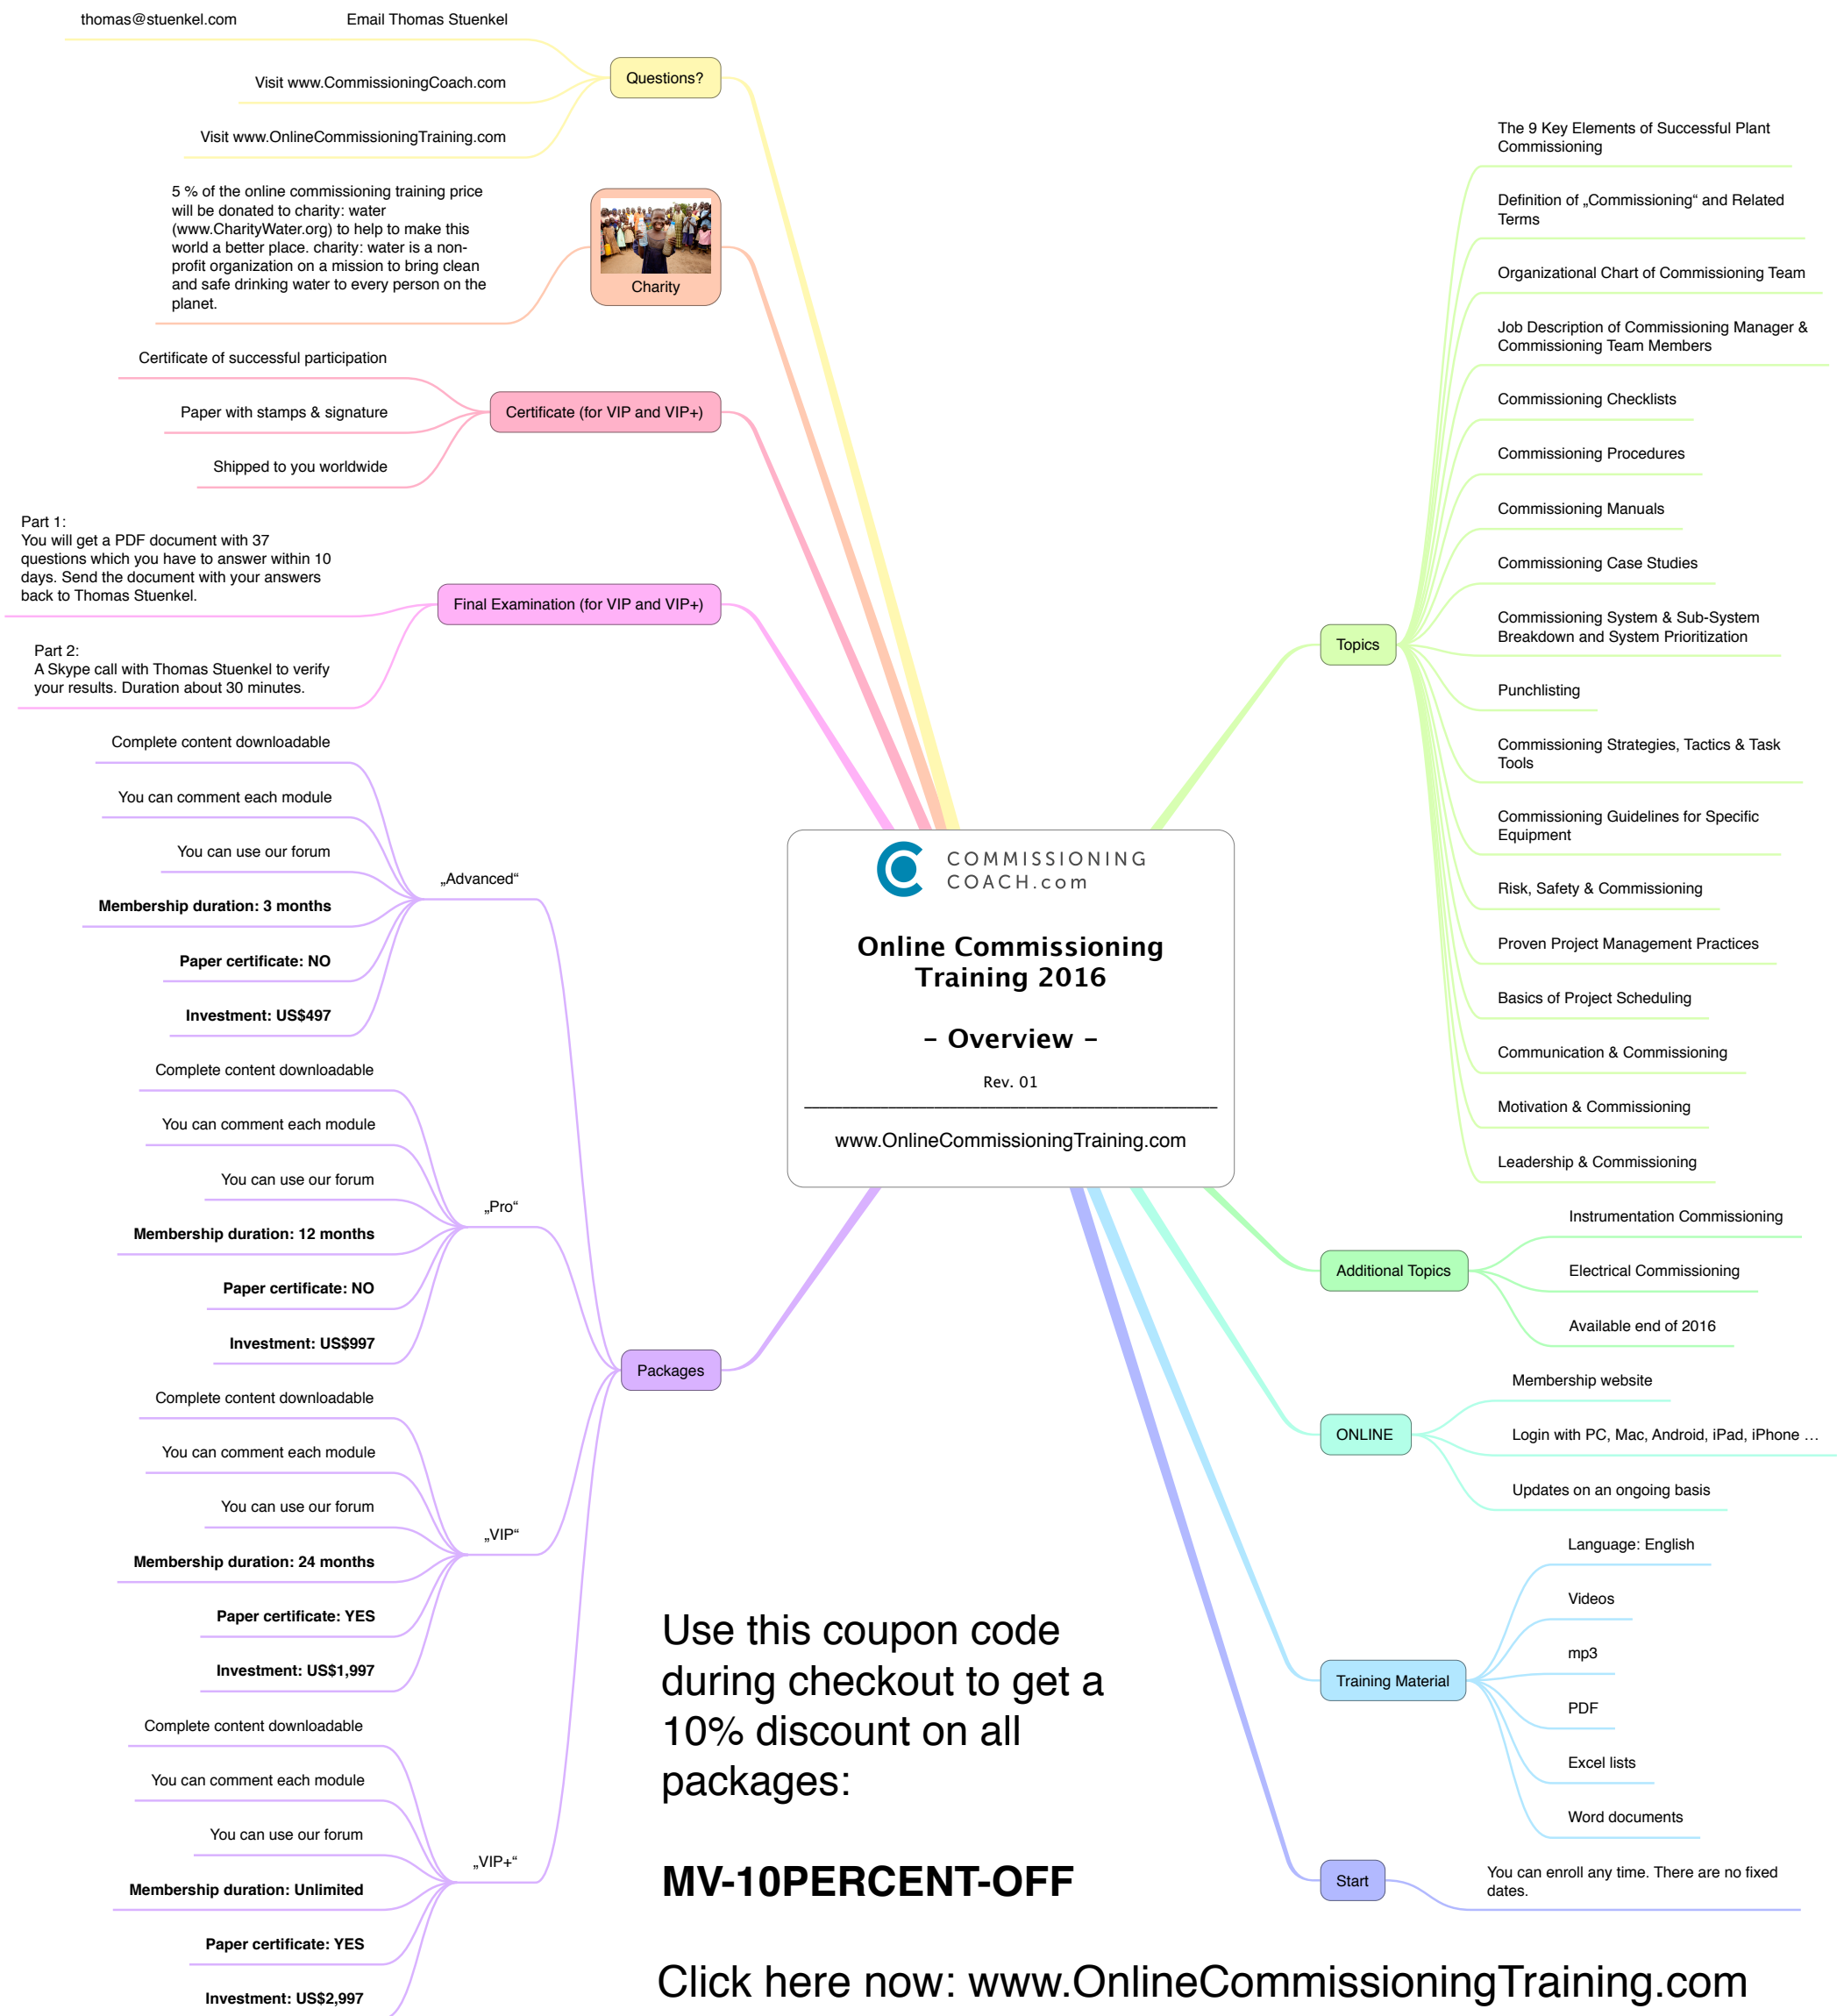 thomas@stuenkel.com
Email Thomas Stuenkel
Visit www.CommissioningCoach.com
Visit www.OnlineCommissioningTraining.com
Questions?
5 % of the online commissioning training price
will be donated to charity: water
(www.CharityWater.org) to help to make this
world a better place. charity: water is a non-
profit organization on a mission to bring clean
and safe drinking water to every person on the
planet.
Charity
Certificate of successful participation
Paper with stamps & signature
Shipped to you worldwide
Certificate (for VIP and VIP+)
Part 1:
You will get a PDF document with 37
questions which you have to answer within 10
days. Send the document with your answers
back to Thomas Stuenkel.
Part 2:
A Skype call with Thomas Stuenkel to verify
your results. Duration about 30 minutes.
Final Examination (for VIP and VIP+)
Complete content downloadable
You can comment each module
You can use our forum
Membership duration: 3 months
Paper certificate: NO
Investment: US$497
„Advanced“
Complete content downloadable
You can comment each module
You can use our forum
Membership duration: 12 months
Paper certificate: NO
Investment: US$997
„Pro“
Complete content downloadable
You can comment each module
You can use our forum
Membership duration: 24 months
Paper certificate: YES
Investment: US$1,997
„VIP“
Complete content downloadable
You can comment each module
You can use our forum
Membership duration: Unlimited
Paper certificate: YES
Investment: US$2,997
„VIP+“
Packages
COMMISSIONING
COACH.com
Online Commissioning
Training 2016
– Overview –
Rev. 01
www.OnlineCommissioningTraining.com
Topics
The 9 Key Elements of Successful Plant
Commissioning
Definition of „Commissioning“ and Related
Terms
Organizational Chart of Commissioning Team
Job Description of Commissioning Manager &
Commissioning Team Members
Commissioning Checklists
Commissioning Procedures
Commissioning Manuals
Commissioning Case Studies
Commissioning System & Sub-System
Breakdown and System Prioritization
Punchlisting
Commissioning Strategies, Tactics & Task
Tools
Commissioning Guidelines for Specific
Equipment
Risk, Safety & Commissioning
Proven Project Management Practices
Basics of Project Scheduling
Communication & Commissioning
Motivation & Commissioning
Leadership & Commissioning
Additional Topics
Instrumentation Commissioning
Electrical Commissioning
Available end of 2016
ONLINE
Membership website
Login with PC, Mac, Android, iPad, iPhone …
Updates on an ongoing basis
Training Material
Language: English
Videos
mp3
PDF
Excel lists
Word documents
Start
You can enroll any time. There are no fixed
dates.
Use this coupon code
during checkout to get a
10% discount on all
packages:
MV-10PERCENT-OFF
Click here now: www.OnlineCommissioningTraining.com